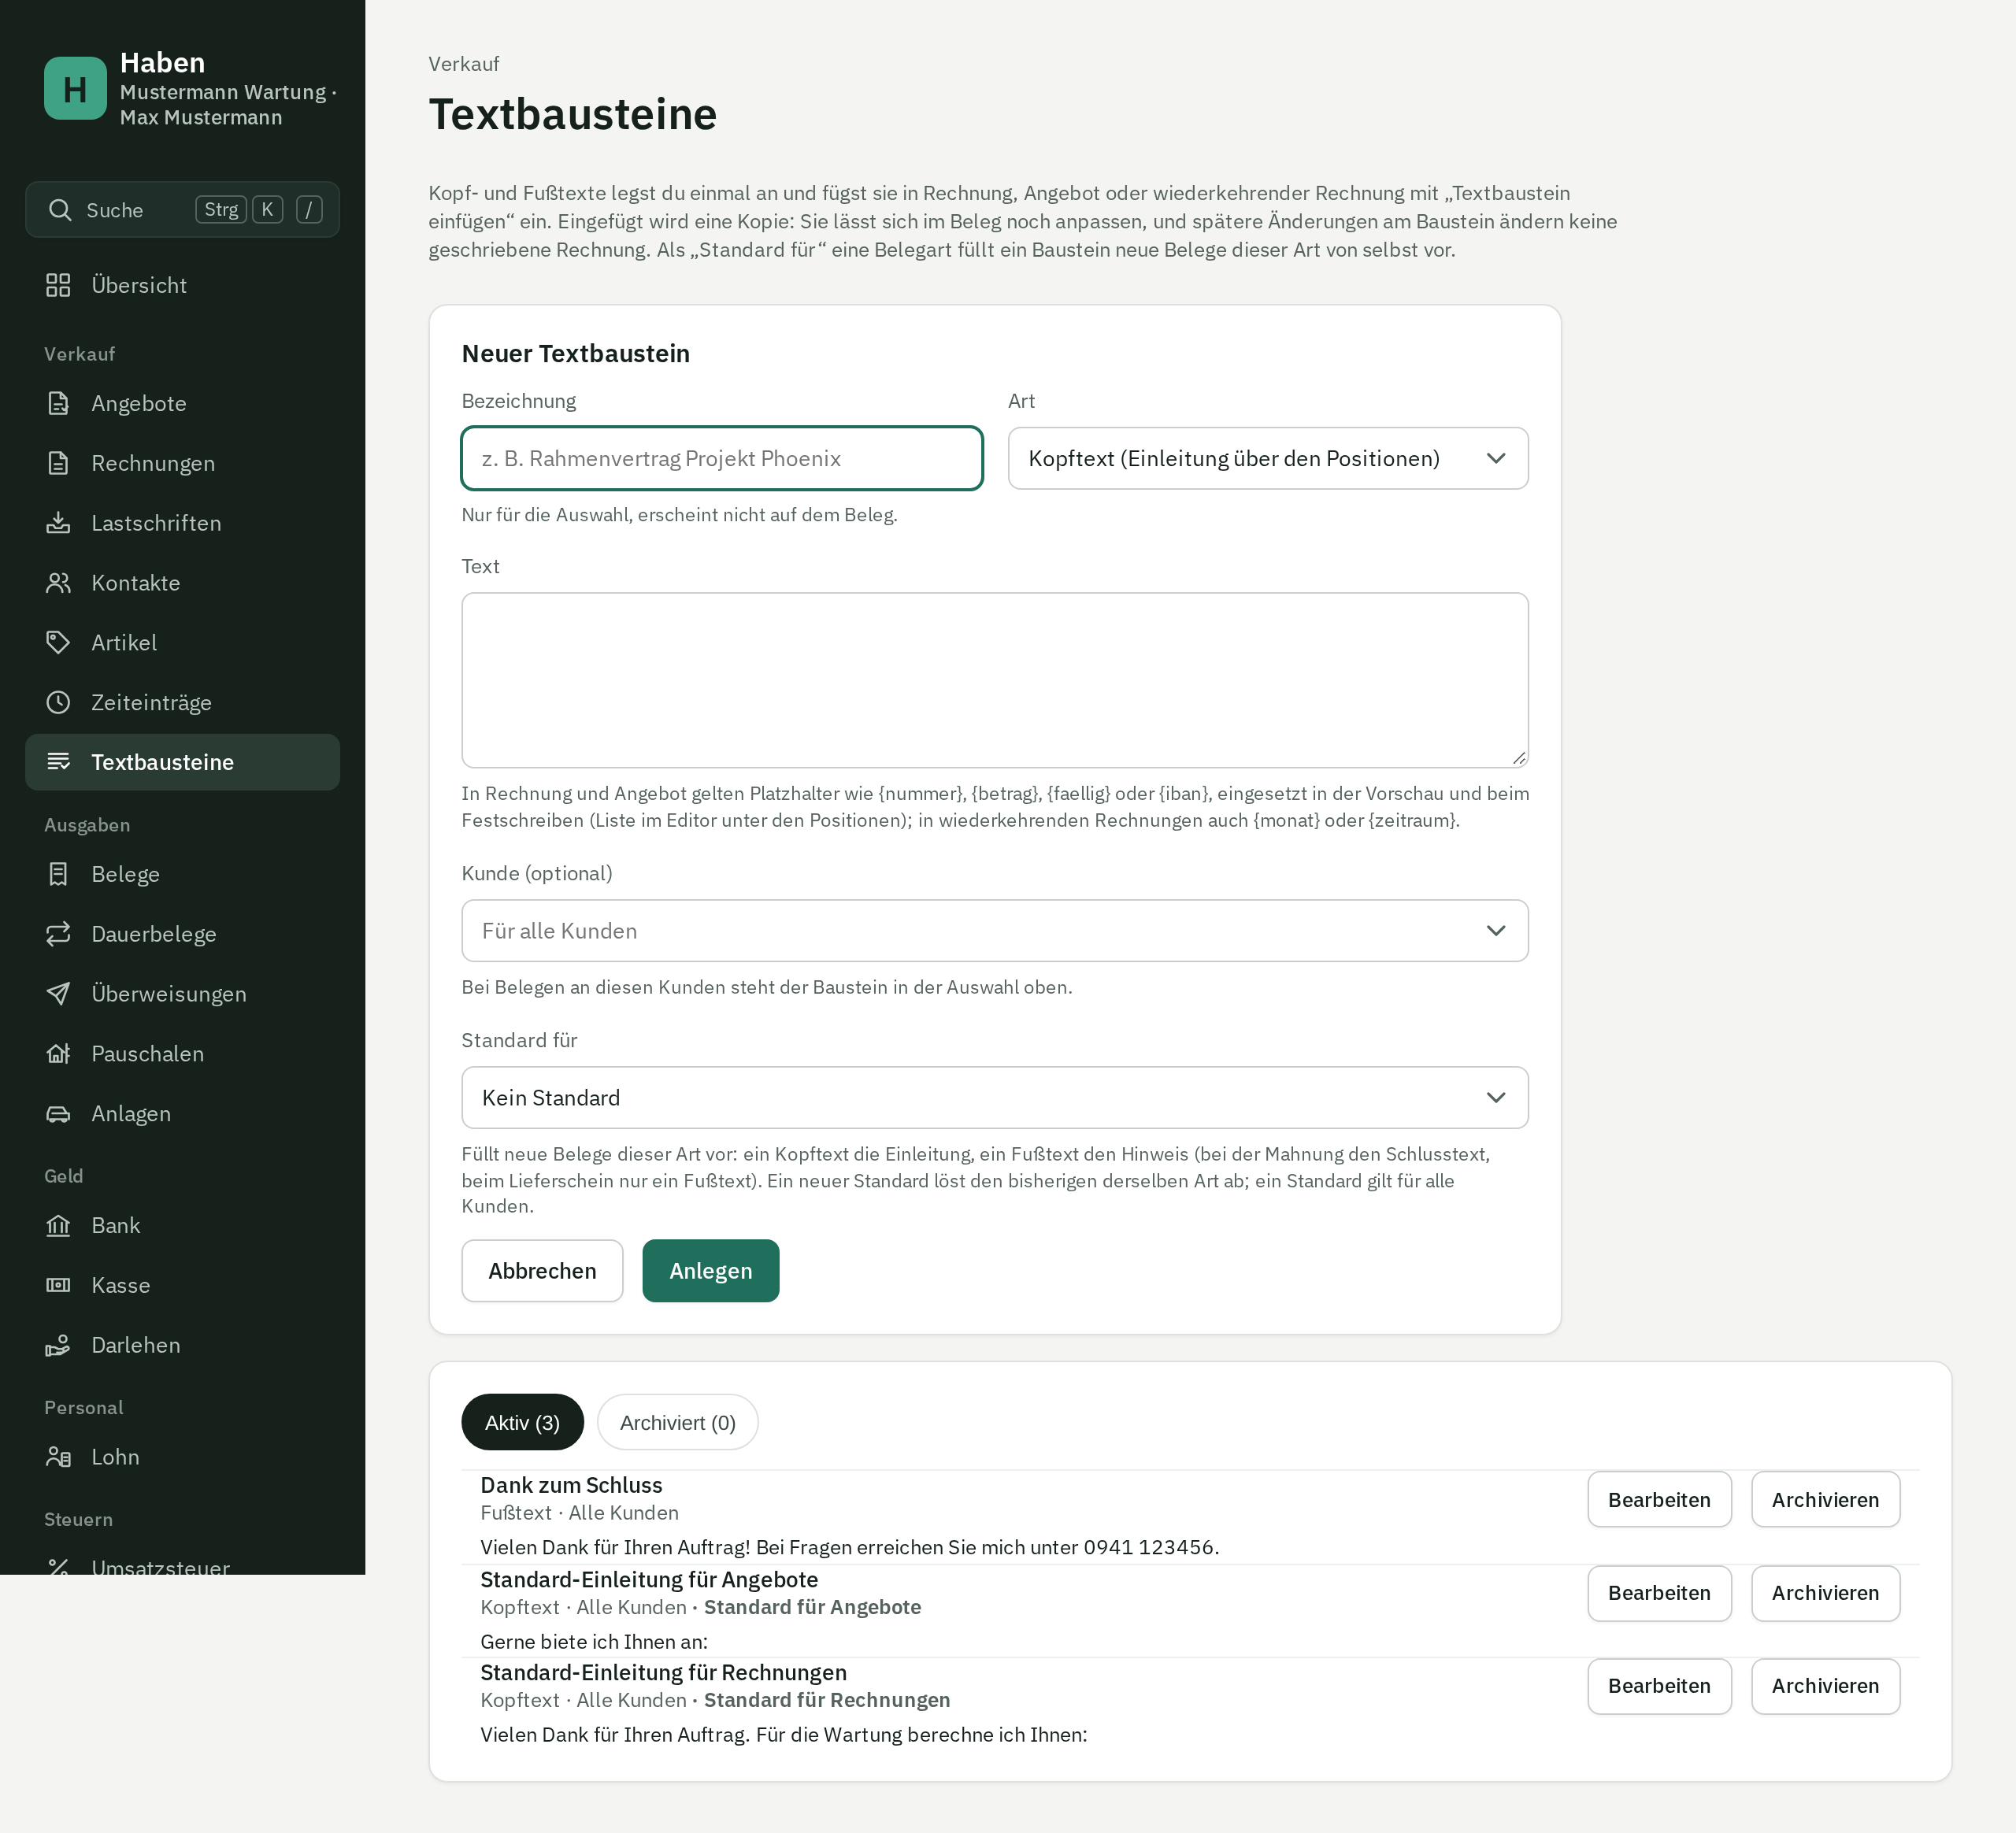 H
Haben
Mustermann Wartung ·
Max Mustermann
Suche
Strg K /
Übersicht
Verkauf
Angebote
Rechnungen
Lastschriften
Kontakte
Artikel
Zeiteinträge
Textbausteine
Ausgaben
Belege
Dauerbelege
Überweisungen
Pauschalen
Anlagen
Geld
Bank
Kasse
Darlehen
Personal
Lohn
Steuern
Umsatzsteuer
Verkauf
Textbausteine
Kopf- und Fußtexte legst du einmal an und fügst sie in Rechnung, Angebot oder wiederkehrender Rechnung mit „Textbaustein
einfügen“ ein. Eingefügt wird eine Kopie: Sie lässt sich im Beleg noch anpassen, und spätere Änderungen am Baustein ändern keine
geschriebene Rechnung. Als „Standard für“ eine Belegart füllt ein Baustein neue Belege dieser Art von selbst vor.
Neuer Textbaustein
Bezeichnung
z. B. Rahmenvertrag Projekt Phoenix
Nur für die Auswahl, erscheint nicht auf dem Beleg.
Art
Kopftext (Einleitung über den Positionen)
Text
In Rechnung und Angebot gelten Platzhalter wie {nummer}, {betrag}, {faellig} oder {iban}, eingesetzt in der Vorschau und beim
Festschreiben (Liste im Editor unter den Positionen); in wiederkehrenden Rechnungen auch {monat} oder {zeitraum}.
Kunde (optional)
Für alle Kunden
Bei Belegen an diesen Kunden steht der Baustein in der Auswahl oben.
Standard für
Kein Standard
Füllt neue Belege dieser Art vor: ein Kopftext die Einleitung, ein Fußtext den Hinweis (bei der Mahnung den Schlusstext,
beim Lieferschein nur ein Fußtext). Ein neuer Standard löst den bisherigen derselben Art ab; ein Standard gilt für alle
Kunden.
Abbrechen
Anlegen
Aktiv (3)
Archiviert (0)
Dank zum Schluss
Fußtext · Alle Kunden
Vielen Dank für Ihren Auftrag! Bei Fragen erreichen Sie mich unter 0941 123456.
Bearbeiten
Archivieren
Standard-Einleitung für Angebote
Kopftext · Alle Kunden · Standard für Angebote
Gerne biete ich Ihnen an:
Bearbeiten
Archivieren
Standard-Einleitung für Rechnungen
Kopftext · Alle Kunden · Standard für Rechnungen
Vielen Dank für Ihren Auftrag. Für die Wartung berechne ich Ihnen:
Bearbeiten
Archivieren